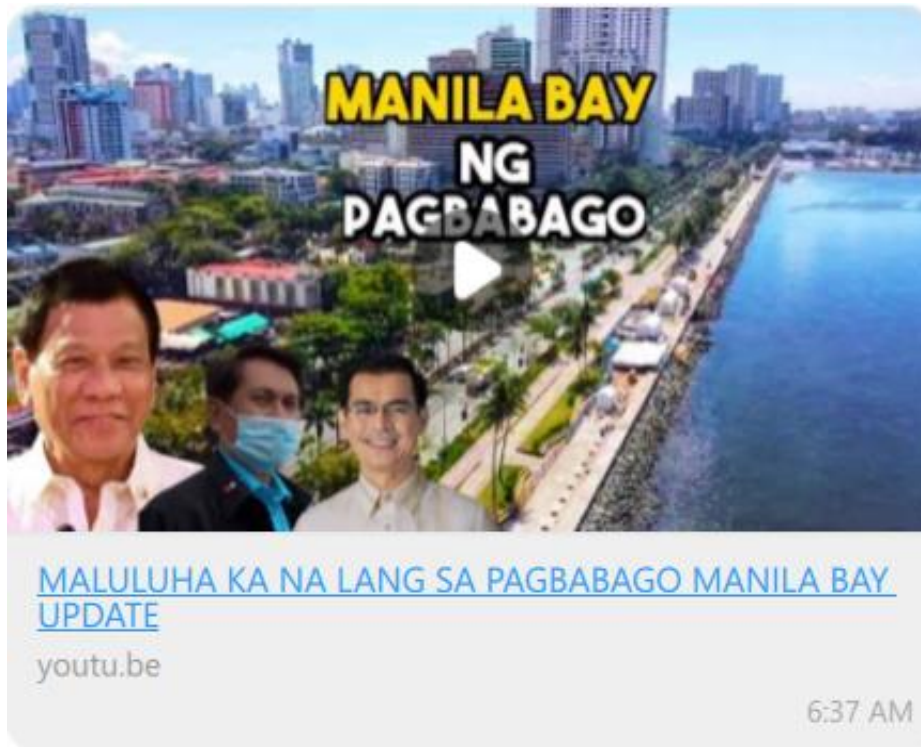 MANILA BAY
NG
PAGBABAGO
MALULUHA KA NA LANG SA PAGBABAGO MANILA BAY
UPDATE
youtu.be
6:37 AM